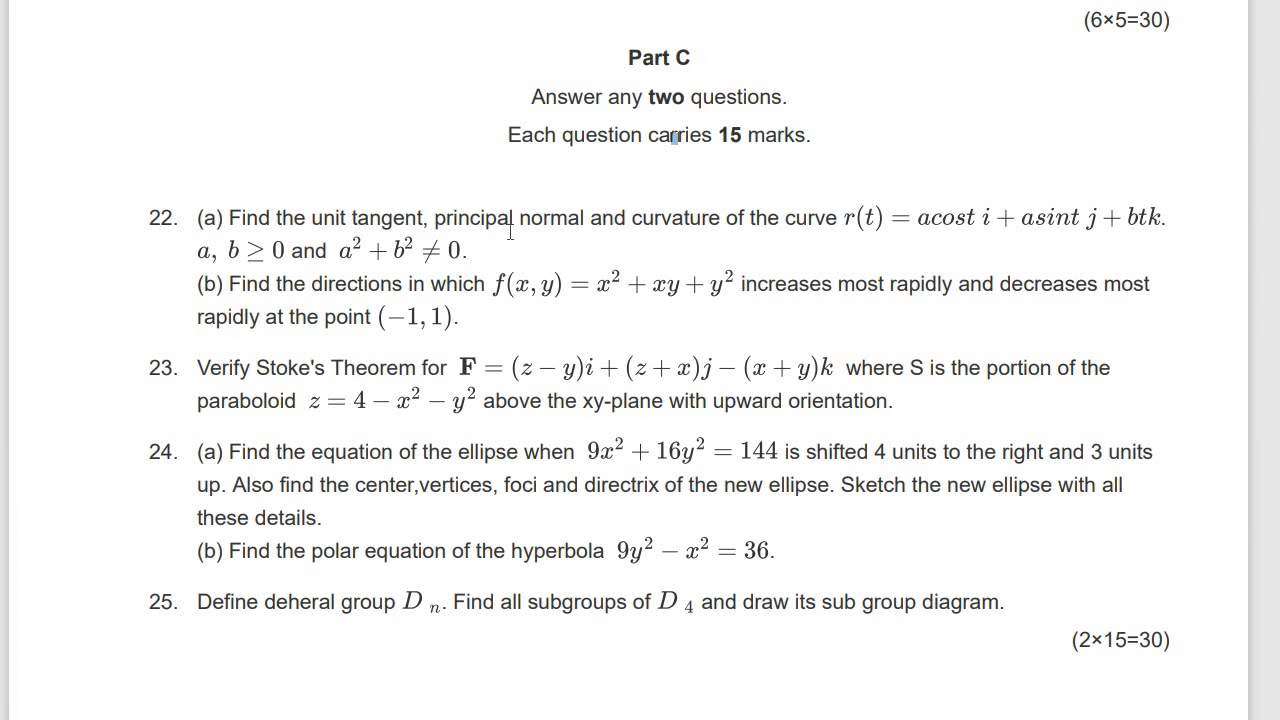 (6×5=30)
Part C
Answer any two questions.
Each question carries 15 marks.
22. (a) Find the unit tangent, principal normal and curvature of the curve r(t) = acost i + asint j + btk.
a, b ≥ 0 and a² + b² ≠ 0.
(b) Find the directions in which f(x, y) = x² + xy + y² increases most rapidly and decreases most
rapidly at the point (−1, 1).
23. Verify Stoke's Theorem for F = (z − y)i + (z + x)j − (x + y)k where S is the portion of the
paraboloid z = 4 − x² − y² above the xy-plane with upward orientation.
24. (a) Find the equation of the ellipse when 9x² + 16y² = 144 is shifted 4 units to the right and 3 units
up. Also find the center,vertices, foci and directrix of the new ellipse. Sketch the new ellipse with all
these details.
(b) Find the polar equation of the hyperbola 9y² − x² = 36.
25. Define deheral group D ₙ. Find all subgroups of D ₄ and draw its sub group diagram.
(2×15=30)